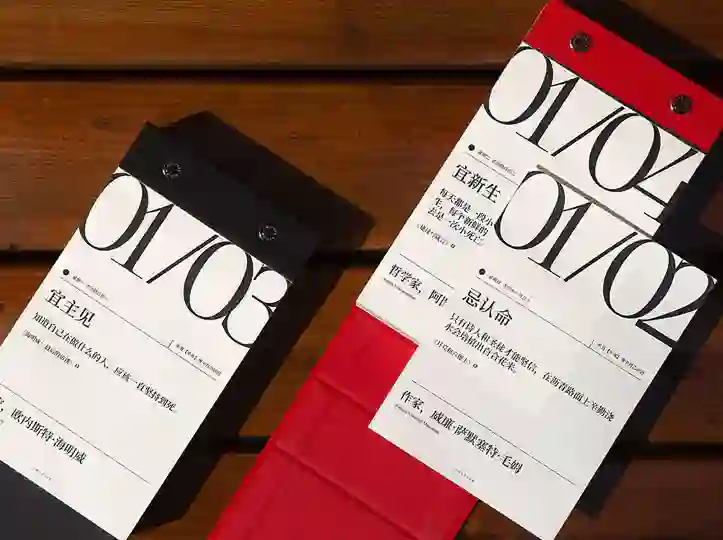 01/03
宜主见
知道自己在做什么的人，应该一直坚持到死。
欧内斯特·海明威
01/04
宜新生
每天都是一段小
生，每个新鲜的
去是一次小死亡
哲学家，阿
01/02
忌认命
只有诗人和圣徒才能坚信，在沥青路面上辛勤浇
水会培植出百合花来。
作家，威廉·萨默塞特·毛姆